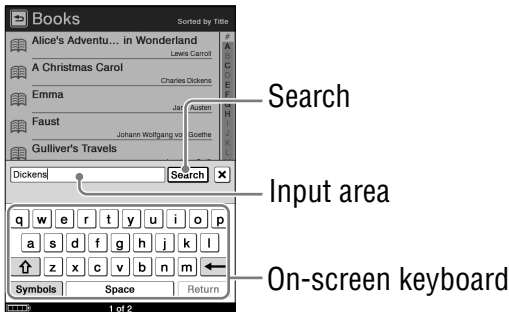 Books
Sorted by Title
Alice's Adventu... in Wonderland
Lewis Carroll
A Christmas Carol
Charles Dickens
Emma
Jane Austen
Faust
Johann Wolfgang von Goethe
Gulliver's Travels
#
A
B
C
D
E
F
G
H
I
J
K
L
Dickens
Search
Search
Input area
q w e r t y u i o p
a s d f g h j k l
z x c v b n m
Symbols Space Return
On-screen keyboard
1 of 2